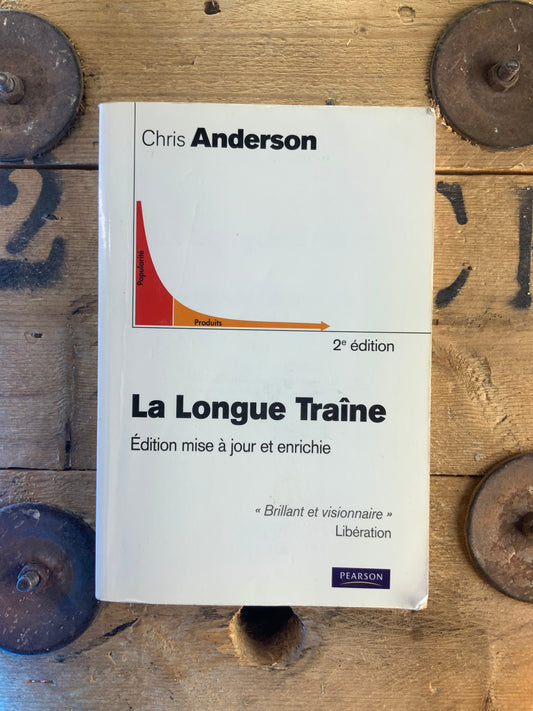 Chris Anderson
Popularité
Produits
2e édition
La Longue Traîne
Édition mise à jour et enrichie
« Brillant et visionnaire »
Libération
PEARSON